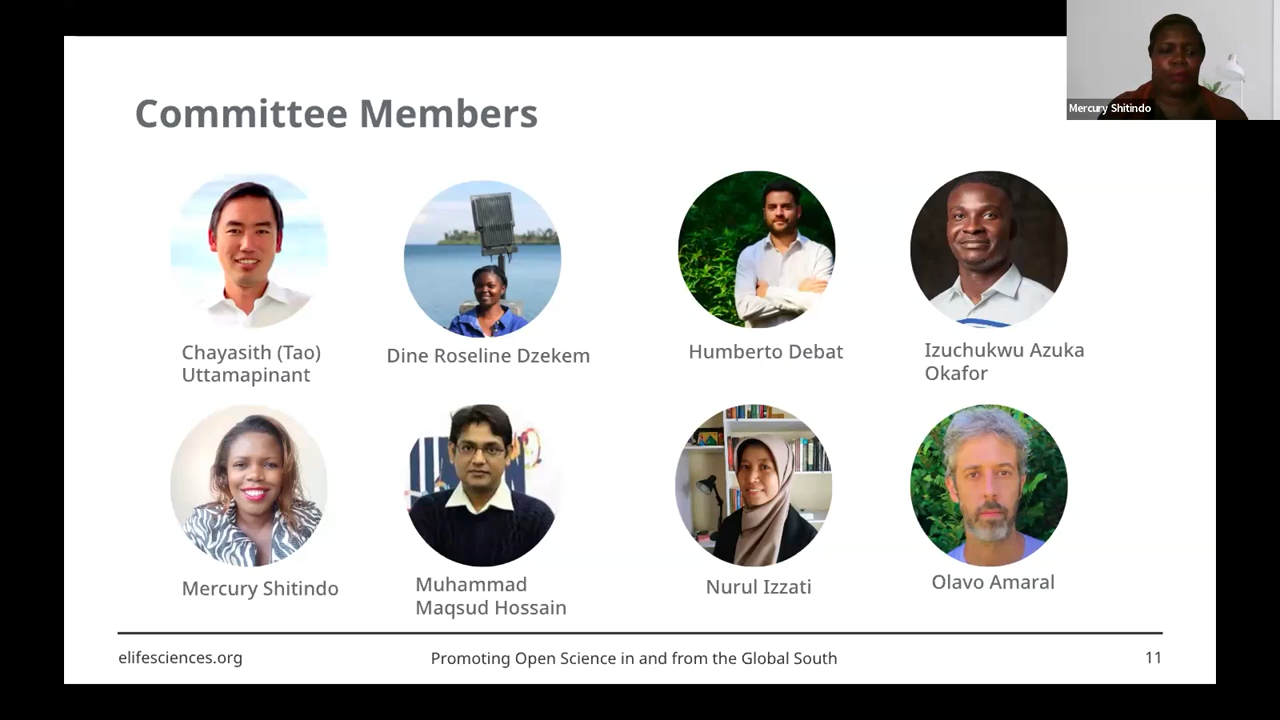 Mercury Shitindo
Committee Members
Chayasith (Tao)
Uttamapinant
Dine Roseline Dzekem
Humberto Debat
Izuchukwu Azuka
Okafor
Mercury Shitindo
Muhammad
Maqsud Hossain
Nurul Izzati
Olavo Amaral
elifesciences.org
Promoting Open Science in and from the Global South
11